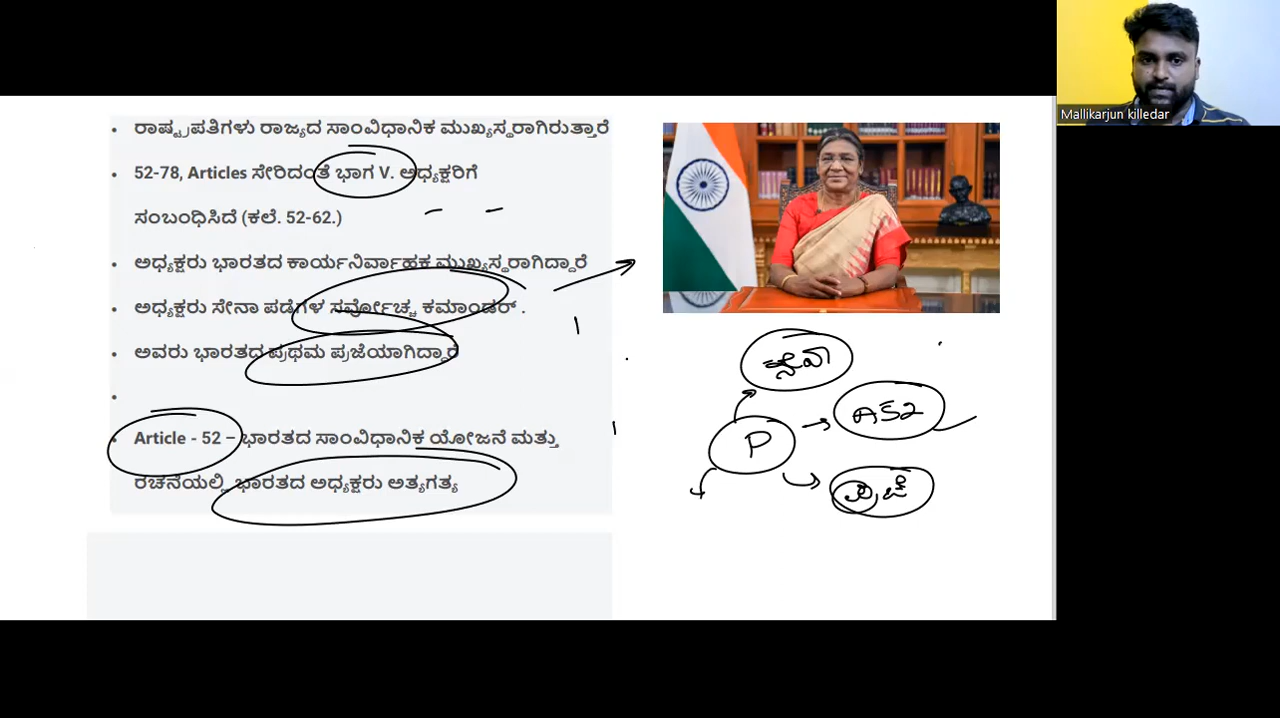 ರಾಷ್ಟ್ರಪತಿಗಳು ರಾಜ್ಯದ ಸಾಂವಿಧಾನಿಕ ಮುಖ್ಯಸ್ಥರಾಗಿರುತ್ತಾರೆ
52-78, Articles ಸೇರಿದಂತೆ ಭಾಗ V. ಅಧ್ಯಕ್ಷರಿಗೆ
ಸಂಬಂಧಿಸಿದೆ (ಕಲೆ. 52-62.)
ಅಧ್ಯಕ್ಷರು ಭಾರತದ ಕಾರ್ಯನಿರ್ವಾಹಕ ಮುಖ್ಯಸ್ಥರಾಗಿದ್ದಾರೆ
ಅಧ್ಯಕ್ಷರು ಸೇನಾ ಪಡೆಗಳ ಸರ್ವೋಚ್ಚ ಕಮಾಂಡರ್ .
ಅವರು ಭಾರತದ ಪ್ರಥಮ ಪ್ರಜೆಯಾಗಿದ್ದಾರೆ
Article - 52 – ಭಾರತದ ಸಾಂವಿಧಾನಿಕ ಯೋಜನೆ ಮತ್ತು
ರಚನೆಯಲ್ಲಿ ಭಾರತದ ಅಧ್ಯಕ್ಷರು ಅತ್ಯಗತ್ಯ
A52
P
Mallikarjun killedar